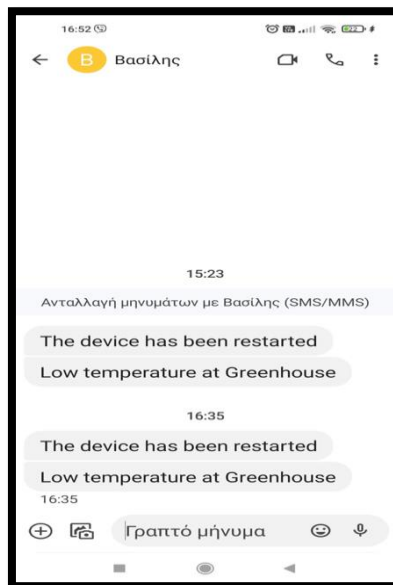 16:52
Β Βασίλης
15:23
Ανταλλαγή μηνυμάτων με Βασίλης (SMS/MMS)
The device has been restarted
Low temperature at Greenhouse
16:35
The device has been restarted
Low temperature at Greenhouse
16:35
Γραπτό μήνυμα